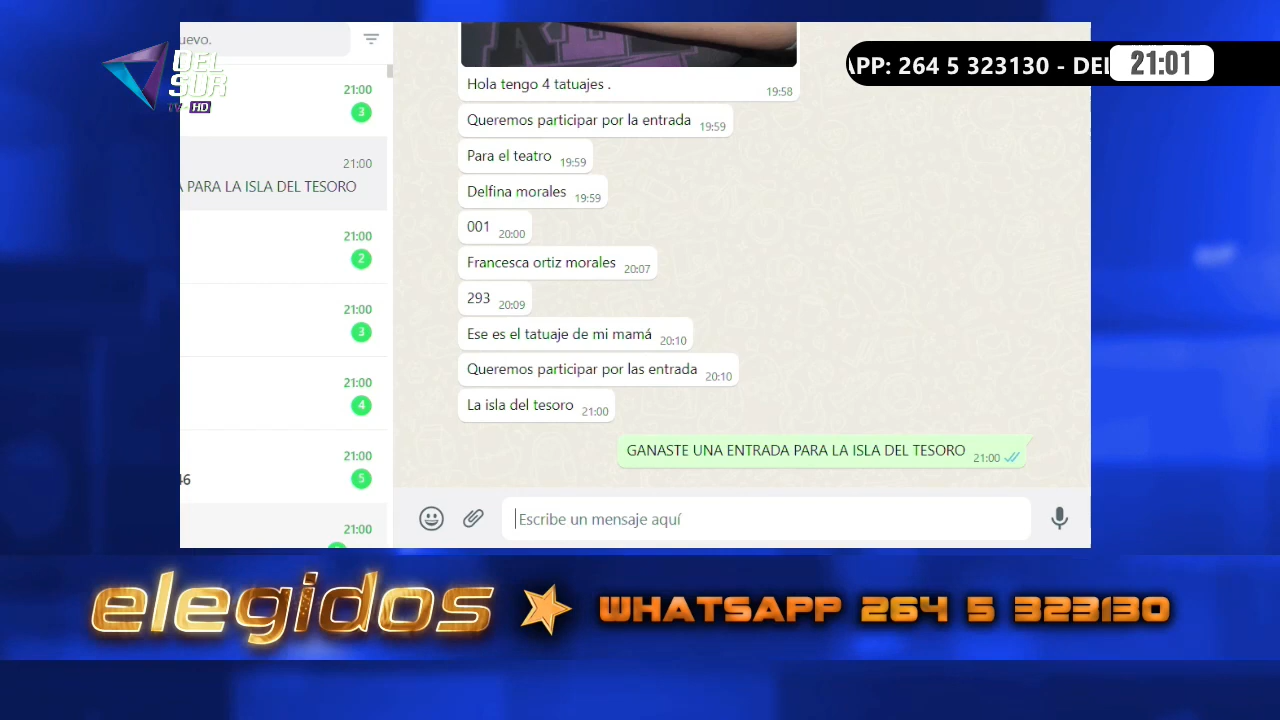 uevo.
DEL
SUR
TV - HD
APP: 264 5 323130 - DEL
21:01
21:00
3
21:00
PARA LA ISLA DEL TESORO
21:00
2
21:00
3
21:00
4
21:00
46
5
21:00
Hola tengo 4 tatuajes .
19:58
Queremos participar por la entrada 19:59
Para el teatro 19:59
Delfina morales 19:59
001 20:00
Francesca ortiz morales 20:07
293 20:09
Ese es el tatuaje de mi mamá 20:10
Queremos participar por las entrada 20:10
La isla del tesoro 21:00
GANASTE UNA ENTRADA PARA LA ISLA DEL TESORO 21:00
Escribe un mensaje aquí
elegidos
WHATSAPP 264 5 323130